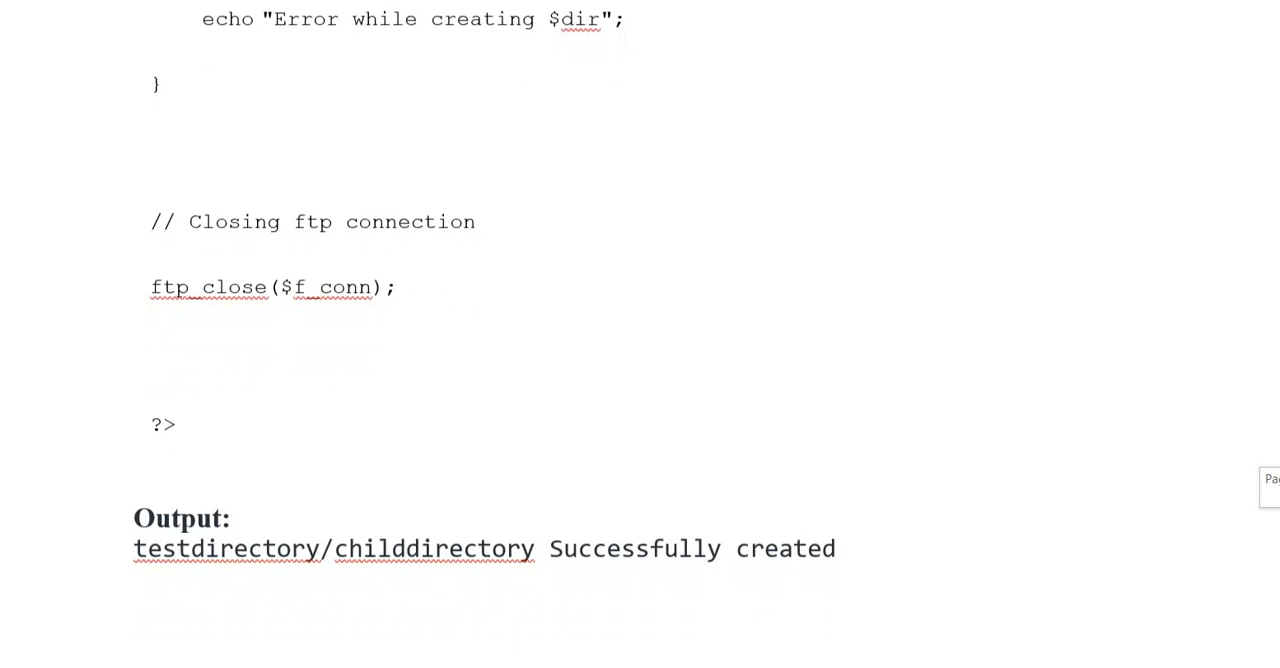 echo "Error while creating $dir";
}
// Closing ftp connection
ftp_close($f_conn);
?>
Output:
testdirectory/childdirectory Successfully created